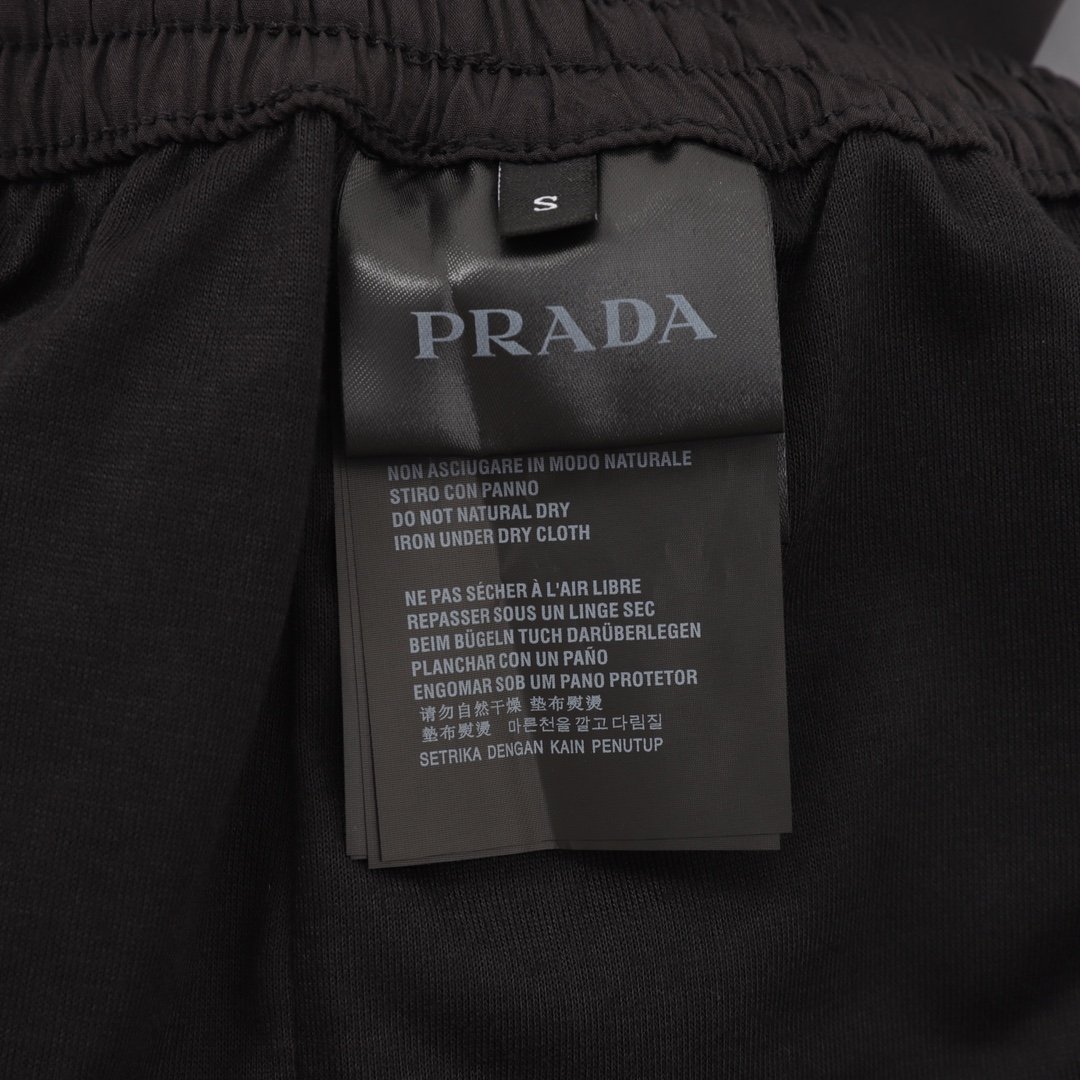 S
PRADA
NON ASCIUGARE IN MODO NATURALE
STIRO CON PANNO
DO NOT NATURAL DRY
IRON UNDER DRY CLOTH
NE PAS SÉCHER À L'AIR LIBRE
REPASSER SOUS UN LINGE SEC
BEIM BÜGELN TUCH DARÜBERLEGEN
PLANCHAR CON UN PAÑO
ENGOMAR SOB UM PANO PROTETOR
请勿自然干燥 垫布熨烫
垫布熨烫 마른천을 깔고 다림질
SETRIKA DENGAN KAIN PENUTUP